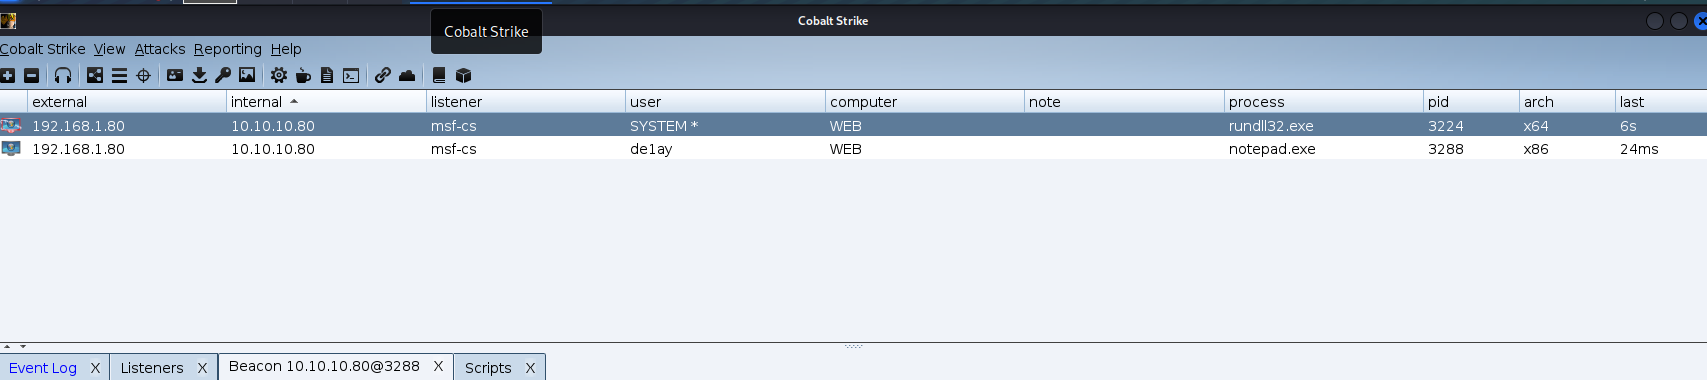 Cobalt Strike
Cobalt Strike View Attacks Reporting Help
Cobalt Strike
external internal listener user computer note process pid arch last
192.168.1.80 10.10.10.80 msf-cs SYSTEM * WEB rundll32.exe 3224 x64 6s
192.168.1.80 10.10.10.80 msf-cs de1ay WEB notepad.exe 3288 x86 24ms
Event Log X Listeners X Beacon 10.10.10.80@3288 X Scripts X